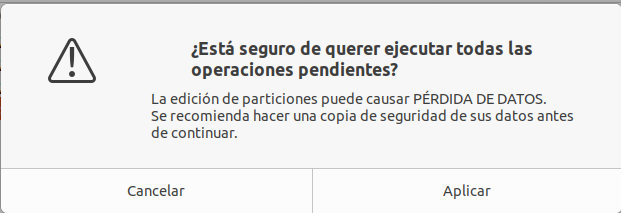 ¿Está seguro de querer ejecutar todas las
operaciones pendientes?
La edición de particiones puede causar PÉRDIDA DE DATOS.
Se recomienda hacer una copia de seguridad de sus datos antes
de continuar.
Cancelar
Aplicar